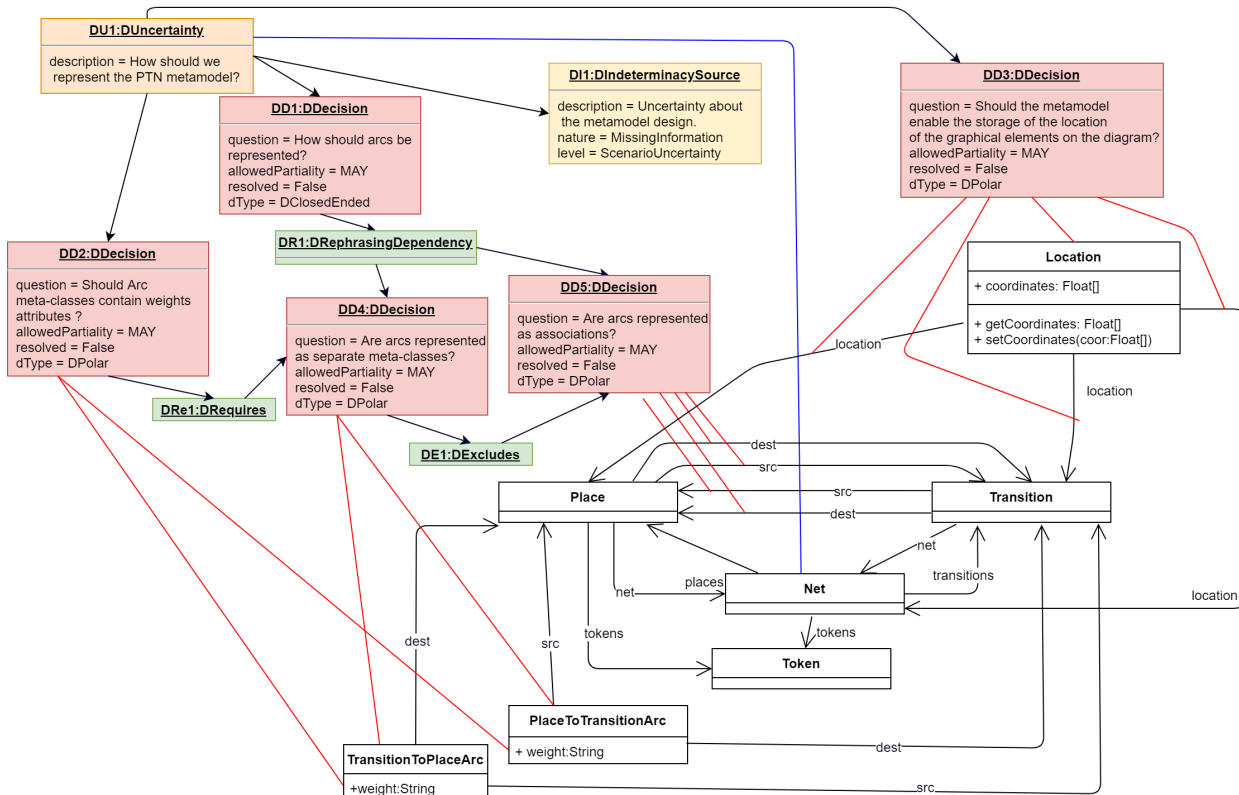 DU1:DUncertainty
description = How should we
represent the PTN metamodel?
DD1:DDecision
question = How should arcs be
represented?
allowedPartiality = MAY
resolved = False
dType = DClosedEnded
DI1:DIndeterminacySource
description = Uncertainty about
the metamodel design.
nature = MissingInformation
level = ScenarioUncertainty
DD3:DDecision
question = Should the metamodel
enable the storage of the location
of the graphical elements on the diagram?
allowedPartiality = MAY
resolved = False
dType = DPolar
DR1:DRephrasingDependency
DD2:DDecision
question = Should Arc
meta-classes contain weights
attributes ?
allowedPartiality = MAY
resolved = False
dType = DPolar
DD4:DDecision
question = Are arcs represented
as separate meta-classes?
allowedPartiality = MAY
resolved = False
dType = DPolar
DD5:DDecision
question = Are arcs represented
as associations?
allowedPartiality = MAY
resolved = False
dType = DPolar
Location
+ coordinates: Float[]
+ getCoordinates: Float[]
+ setCoordinates(coor:Float[])
location
location
DRe1:DRequires
DE1:DExcludes
dest
src
src
dest
Place
Transition
net
places
net
transitions
Net
location
tokens
tokens
Token
dest
src
PlaceToTransitionArc
+ weight:String
dest
TransitionToPlaceArc
+weight:String
src